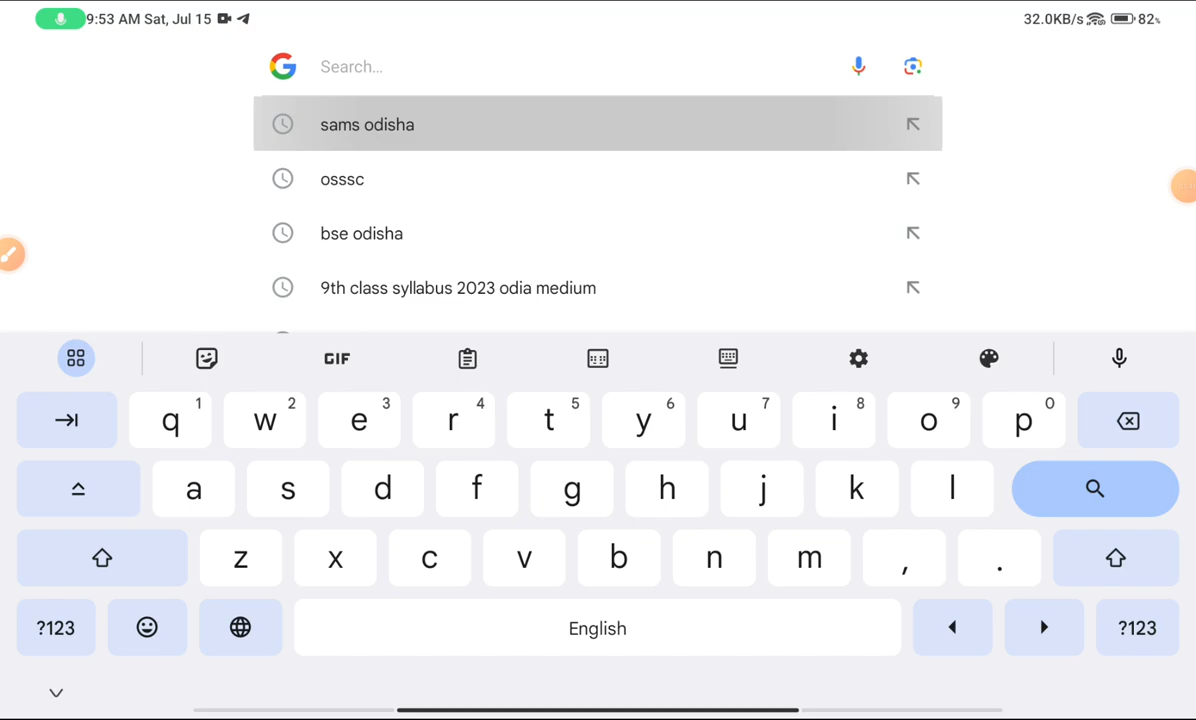 9:53 AM Sat, Jul 15
32.0KB/s 82%
Search...
sams odisha
osssc
bse odisha
9th class syllabus 2023 odia medium
GIF
q 1 w 2 e 3 r 4 t 5 y 6 u 7 i 8 o 9 p 0
a s d f g h j k l
z x c v b n m , .
?123 English ?123